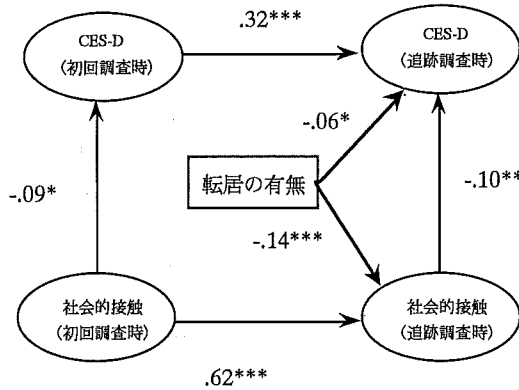 .32***
CES-D
（初回調査時）
CES-D
（追跡調査時）
-.06*
-.09*
転居の有無
-.10**
-.14***
社会的接触
（初回調査時）
社会的接触
（追跡調査時）
.62***